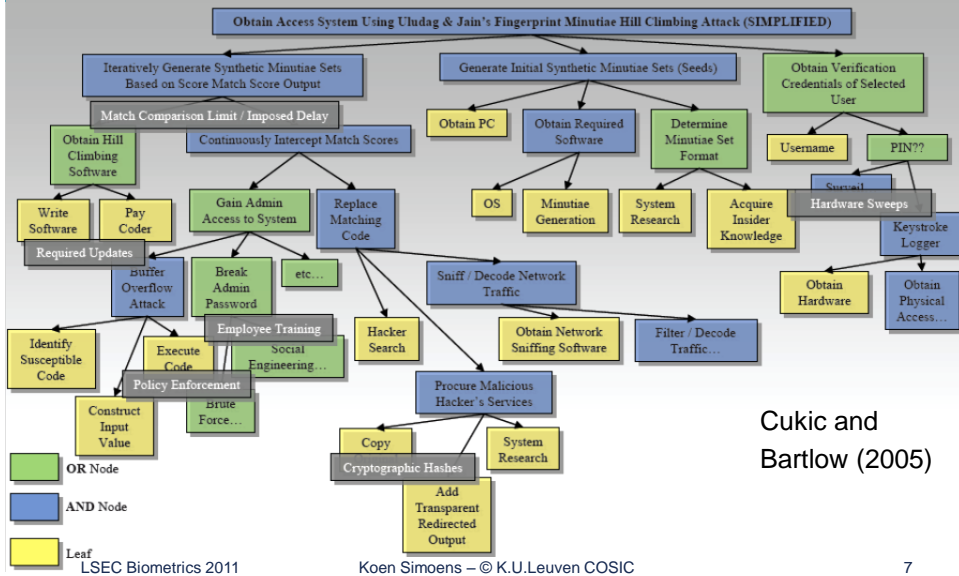 Obtain Access System Using Uludag & Jain's Fingerprint Minutiae Hill Climbing Attack (SIMPLIFIED)
Iteratively Generate Synthetic Minutiae Sets
Based on Score Match Score Output
Generate Initial Synthetic Minutiae Sets (Seeds)
Obtain Verification
Credentials of Selected
User
Match Comparison Limit / Imposed Delay
Obtain Hill
Climbing
Software
Continuously Intercept Match Scores
Obtain PC
Obtain Required
Software
Determine
Minutiae Set
Format
Username
PIN??
Write
Software
Pay
Coder
Required Updates
Gain Admin
Access to System
Replace
Matching
Code
OS
Minutiae
Generation
System
Research
Acquire
Insider
Knowledge
Hardware Sweeps
Keystroke
Logger
Buffer
Overflow
Attack
Break
Admin
Password
etc...
Sniff / Decode Network
Traffic
Obtain
Hardware
Obtain
Physical
Access...
Identify
Susceptible
Code
Execute
Code
Employee Training
Social
Engineering...
Hacker
Search
Obtain Network
Sniffing Software
Filter / Decode
Traffic...
Policy Enforcement
Construct
Input
Value
Brute
Force...
Procure Malicious
Hacker's Services
Copy
Cryptographic Hashes
System
Research
Add
Transparent
Redirected
Output
Cukic and
Bartlow (2005)
OR Node
AND Node
Leaf
LSEC Biometrics 2011
Koen Simoens – © K.U.Leuven COSIC
7